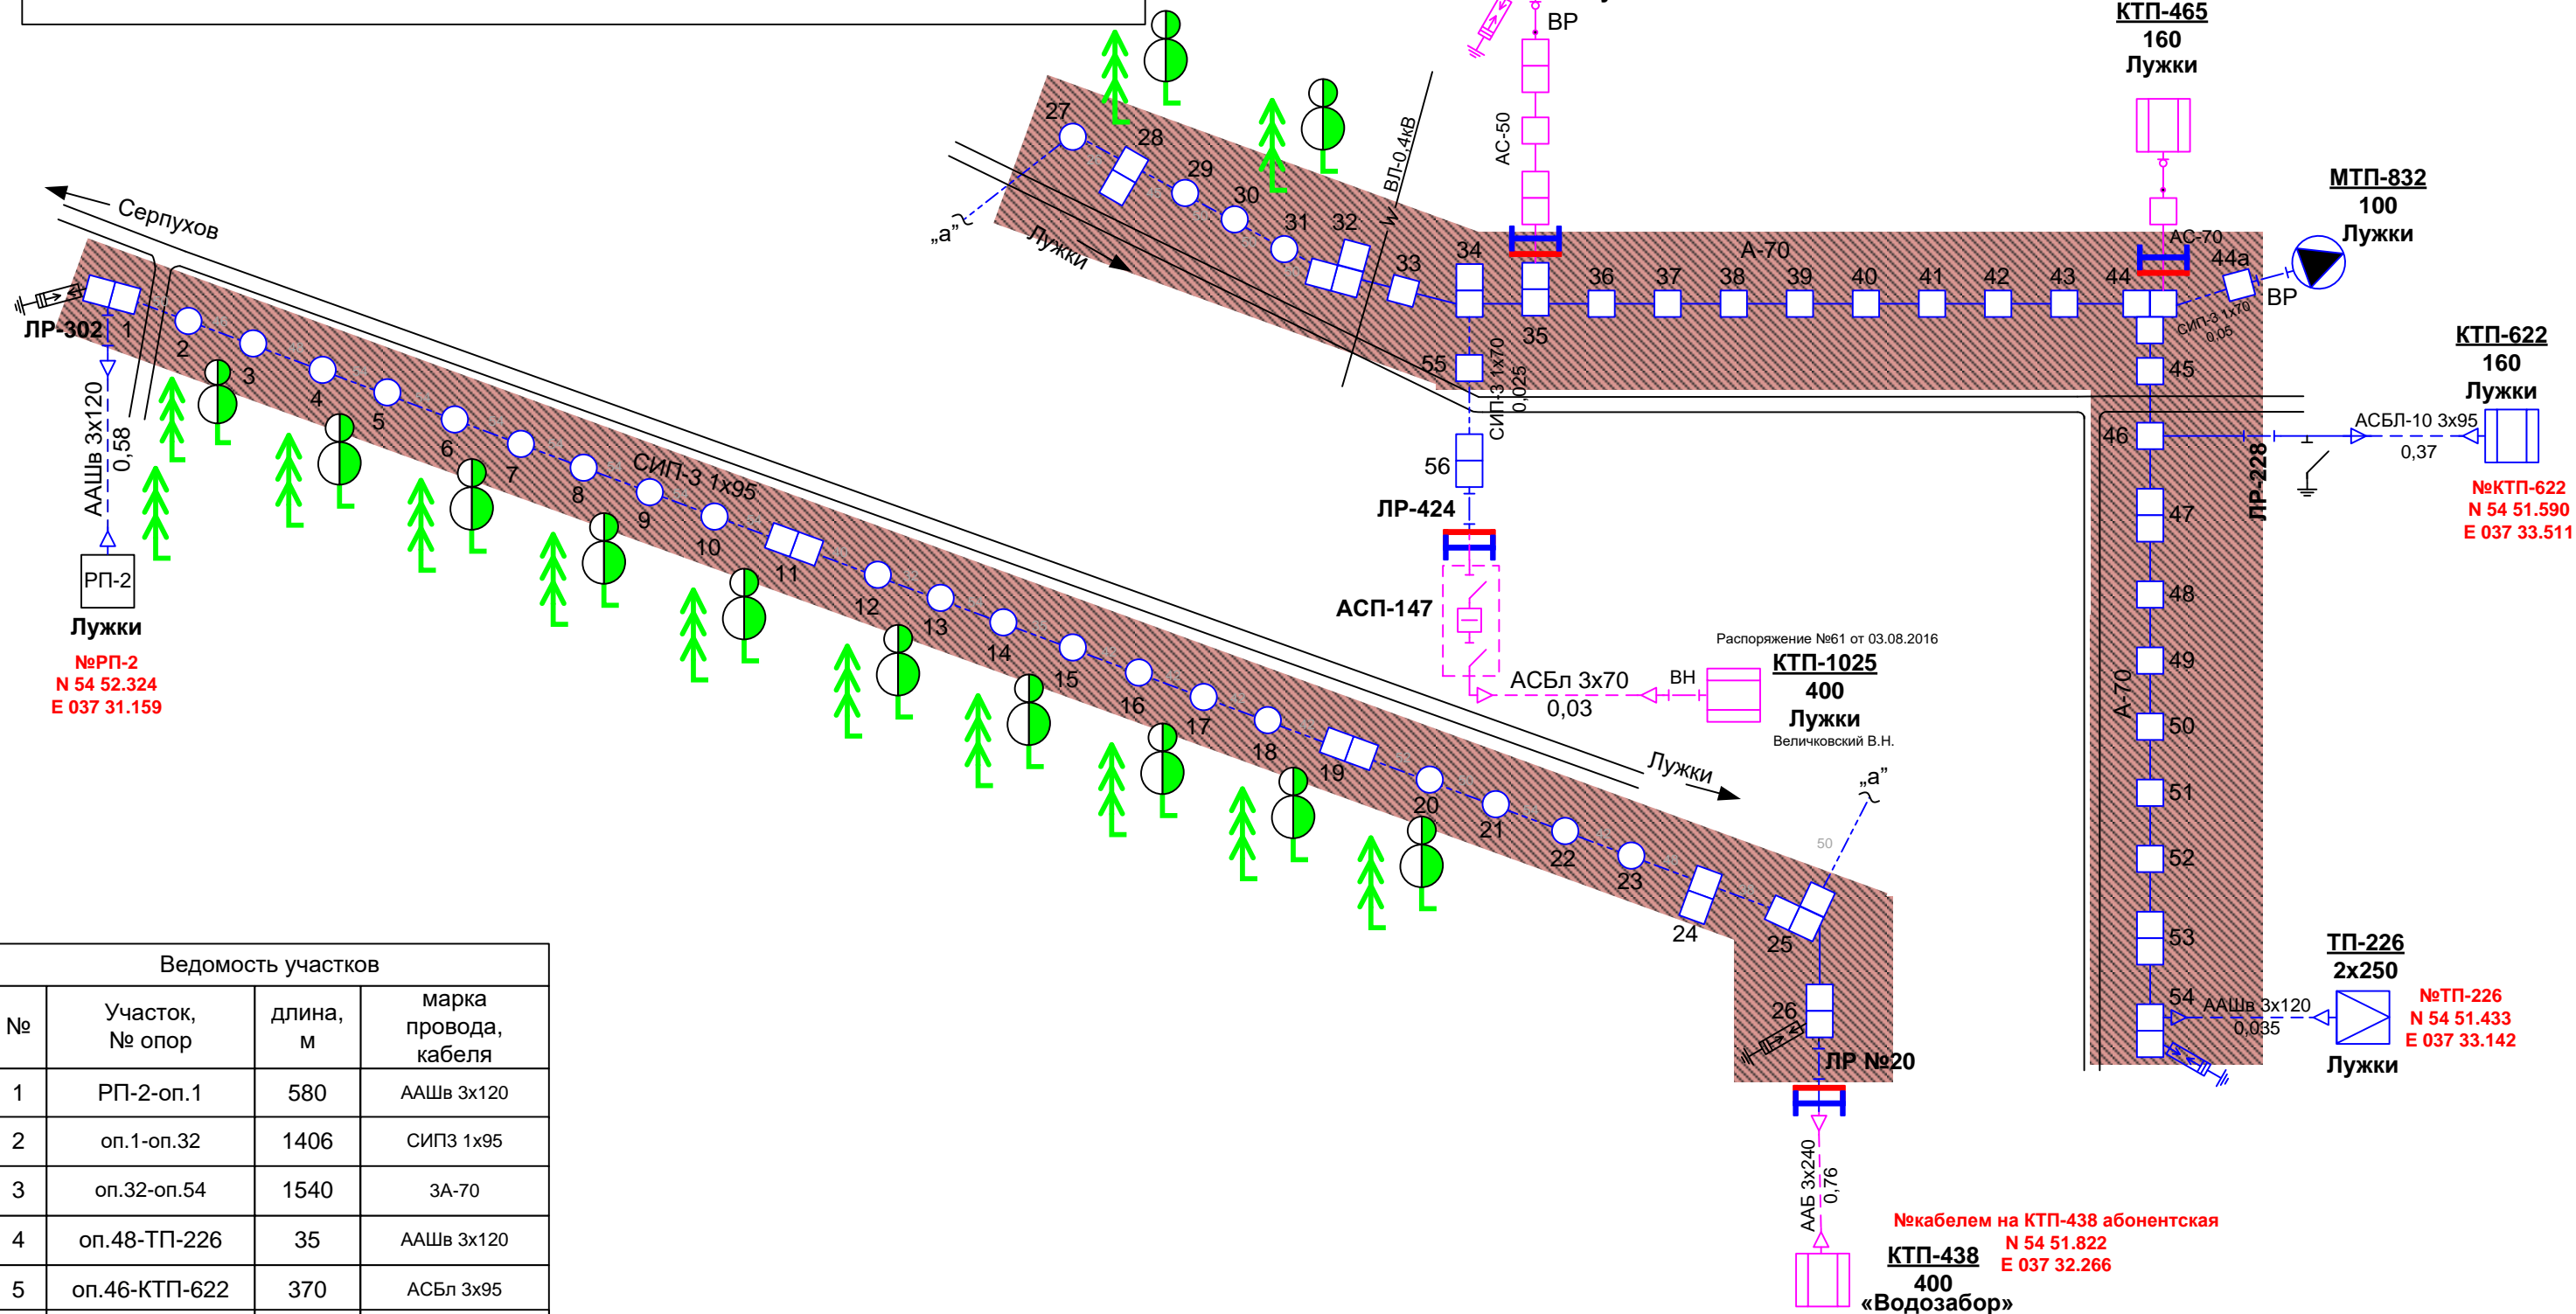 ВР
КТП-465
160
Лужки
АС-50
ВЛ-0,4кВ
W
МТП-832
100
Лужки
ВР
КТП-622
160
Лужки
АСБЛ-10 3х95
0,37
№КТП-622
N 54 51.590
E 037 33.511
ЛР-228
Серпухов
„а”
Лужки
27
28
29
30
31
32
33
34
35
36
37
38
39
40
41
42
43
44
44а
А-70
АС-70
СИП-3 1х70
0,05
45
46
47
48
49
50
51
52
53
54
А-70
55
СИП-3 1х70
0,025
56
ЛР-424
АСП-147
АСБл 3х70
0,03
ВН
Распоряжение №61 от 03.08.2016
КТП-1025
400
Лужки
Величковский В.Н.
ЛР-302
ААШв 3х120
0,58
РП-2
Лужки
№РП-2
N 54 52.324
E 037 31.159
1
2
3
4
5
6
7
8
9
10
11
12
13
14
15
16
17
18
19
20
21
22
23
24
25
26
СИП-3 1х95
Лужки
„а”
50
ЛР №20
ААБ 3х240
0,76
КТП-438
400
«Водозабор»
№кабелем на КТП-438 абонентская
N 54 51.822
E 037 32.266
ААШв 3х120
0,035
ТП-226
2х250
Лужки
№ТП-226
N 54 51.433
E 037 33.142
Ведомость участков
№ Участок, № опор длина, м марка провода, кабеля
1 РП-2-оп.1 580 ААШв 3х120
2 оп.1-оп.32 1406 СИП3 1х95
3 оп.32-оп.54 1540 3А-70
4 оп.48-ТП-226 35 ААШв 3х120
5 оп.46-КТП-622 370 АСБл 3х95